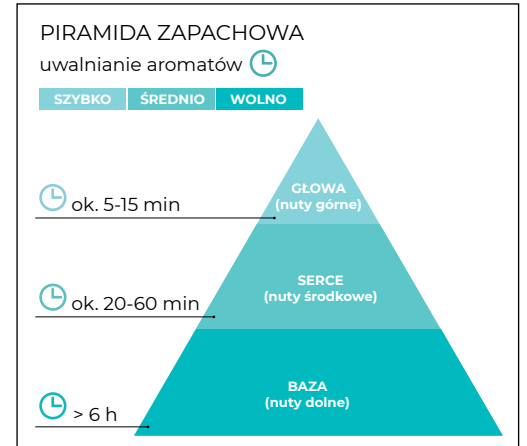 PIRAMIDA ZAPACHOWA
uwalnianie aromatów
SZYBKO ŚREDNIO WOLNO
GŁOWA
(nuty górne)
ok. 5-15 min
SERCE
(nuty środkowe)
ok. 20-60 min
BAZA
(nuty dolne)
> 6 h